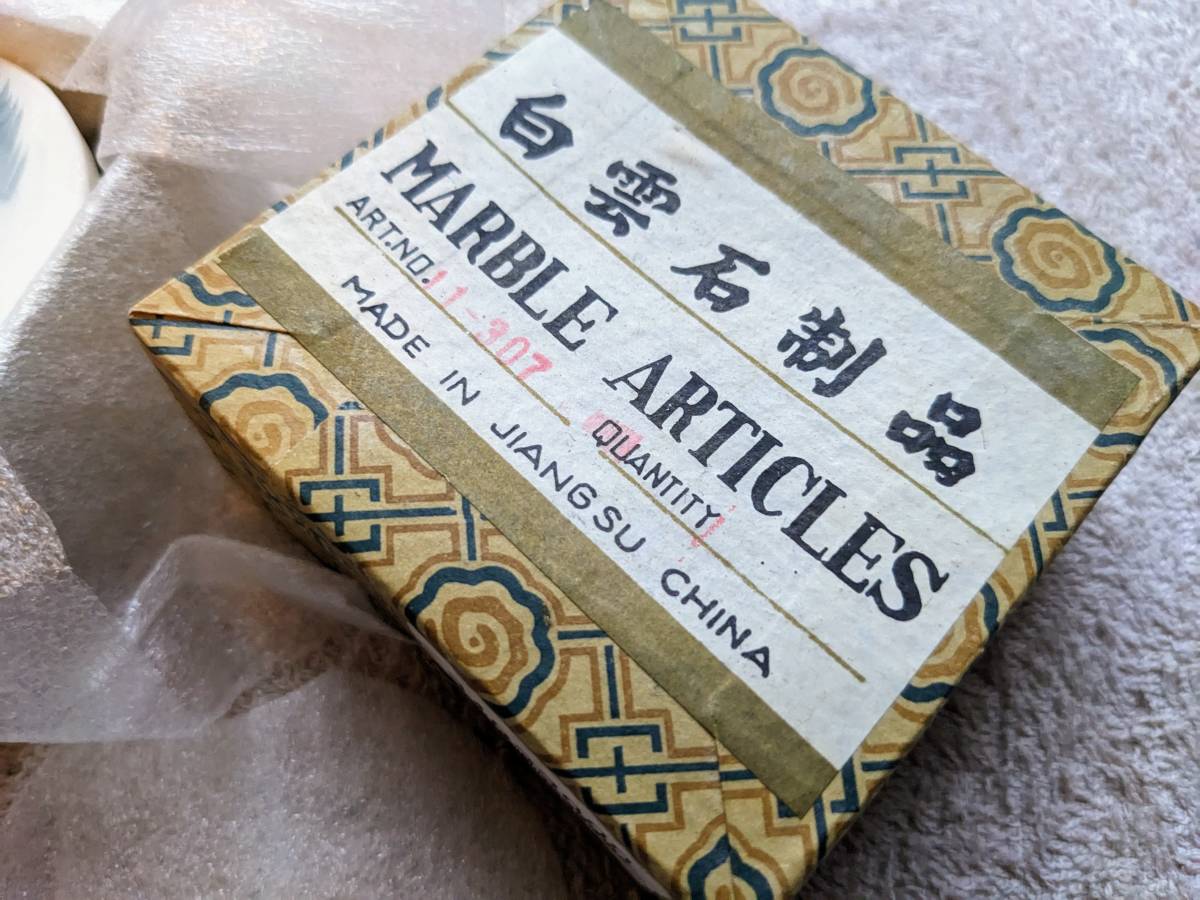 白雲石制品
MARBLE ARTICLES
ART.NO. 11-307 QUANTITY
MADE IN JIANGSU CHINA